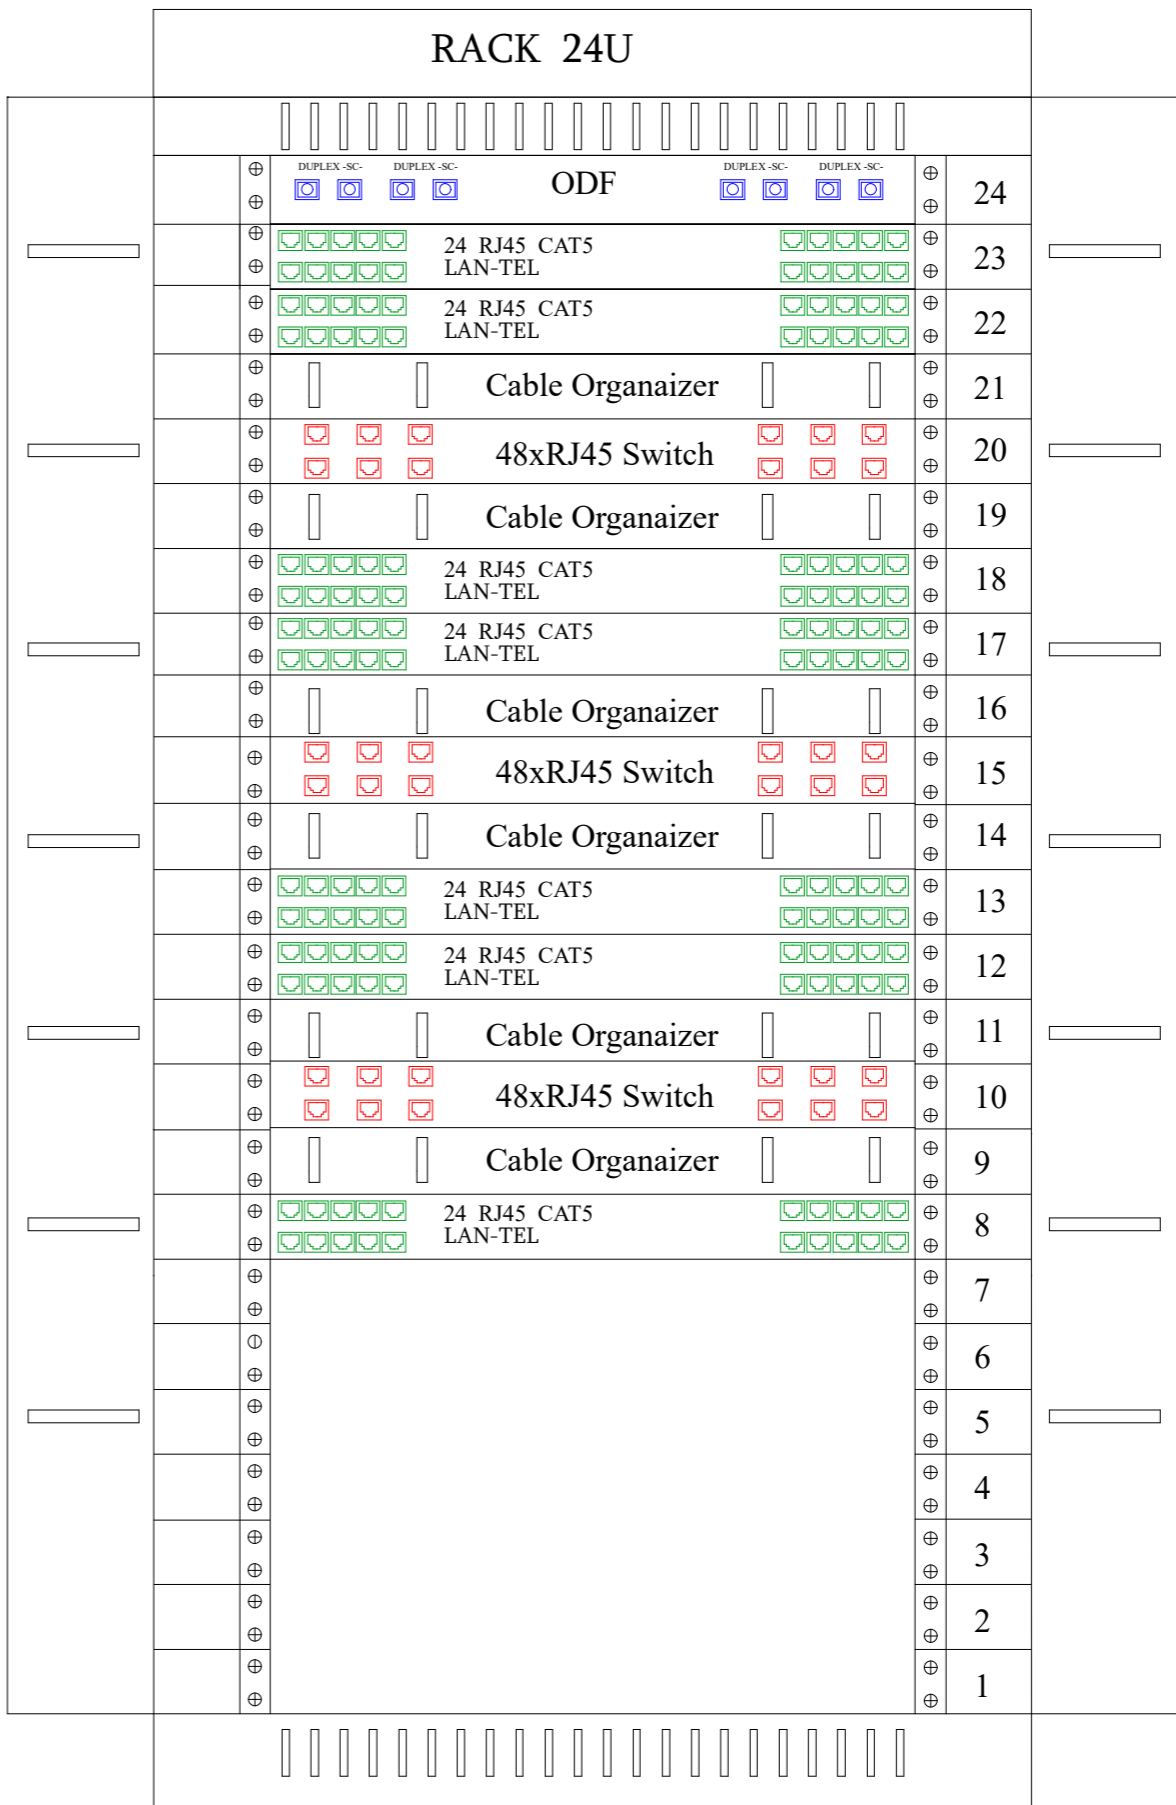 RACK 24U
DUPLEX -SC- DUPLEX -SC- ODF DUPLEX -SC- DUPLEX -SC- 24
24 RJ45 CAT5
LAN-TEL 23
24 RJ45 CAT5
LAN-TEL 22
Cable Organaizer 21
48xRJ45 Switch 20
Cable Organaizer 19
24 RJ45 CAT5
LAN-TEL 18
24 RJ45 CAT5
LAN-TEL 17
Cable Organaizer 16
48xRJ45 Switch 15
Cable Organaizer 14
24 RJ45 CAT5
LAN-TEL 13
24 RJ45 CAT5
LAN-TEL 12
Cable Organaizer 11
48xRJ45 Switch 10
Cable Organaizer 9
24 RJ45 CAT5
LAN-TEL 8
7
6
5
4
3
2
1